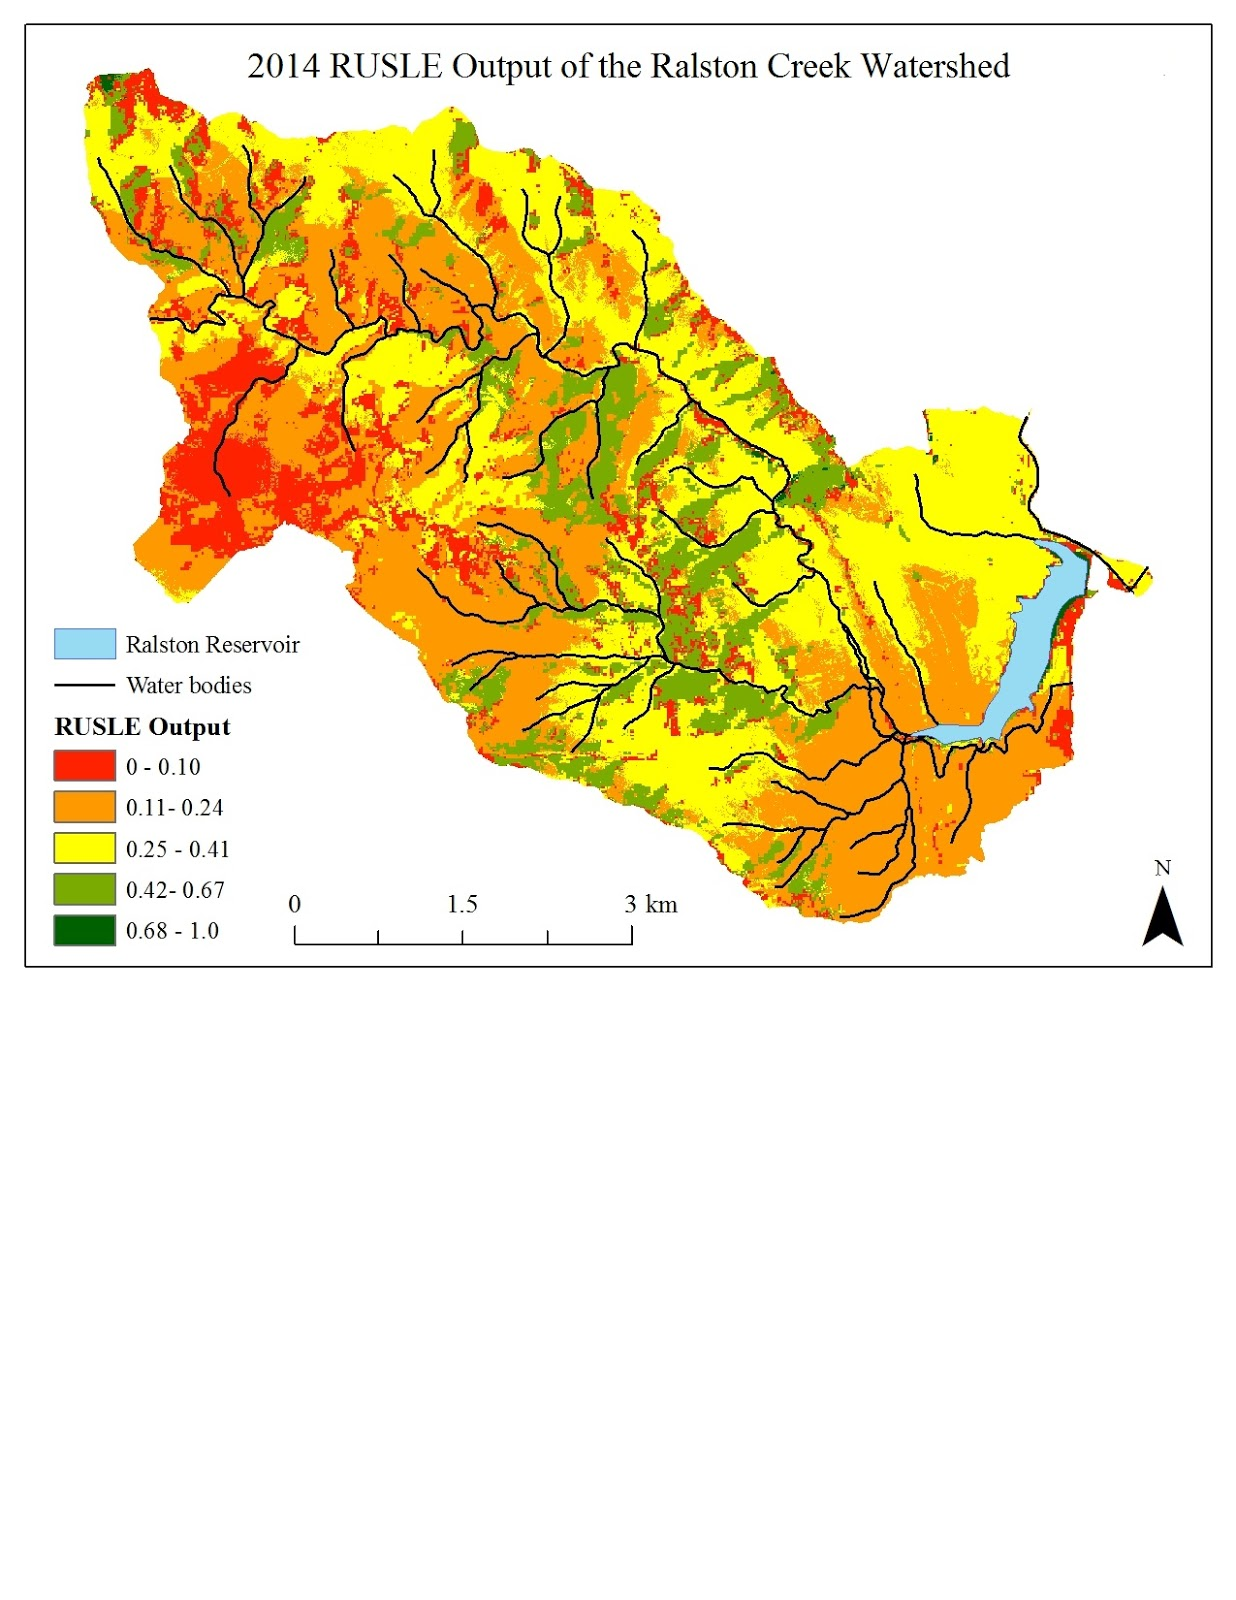 2014 RUSLE Output of the Ralston Creek Watershed
Ralston Reservoir
Water bodies
RUSLE Output
0 - 0.10
0.11- 0.24
0.25 - 0.41
0.42- 0.67
0.68 - 1.0
0 1.5 3 km
N